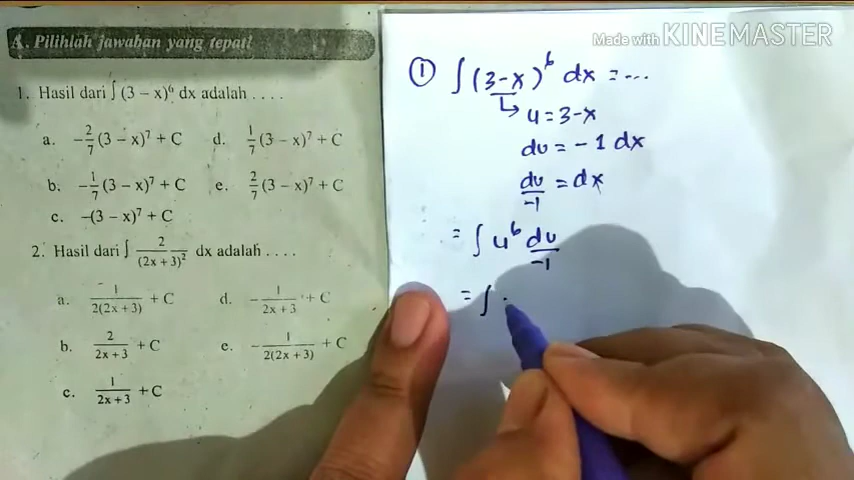 Made with KINEMASTER
A. Pilihlah jawaban yang tepat!
1. Hasil dari ∫ (3 – x)⁶ dx adalah . . . .
a. -2/7 (3 – x)⁷ + C d. 1/7 (3 – x)⁷ + C
b. -1/7 (3 – x)⁷ + C e. 2/7 (3 – x)⁷ + C
c. –(3 – x)⁷ + C
2. Hasil dari ∫ 2/(2x + 3)² dx adalah . . . .
a. 1/2(2x + 3) + C d. - 1/2x + 3 + C
b. 2/2x + 3 + C e. - 1/2(2x + 3) + C
c. 1/2x + 3 + C
① ∫ (3-x)⁶ dx = ...
↳ u = 3-x
du = -1 dx
du/-1 = dx
= ∫ u⁶ du/-1
= ∫